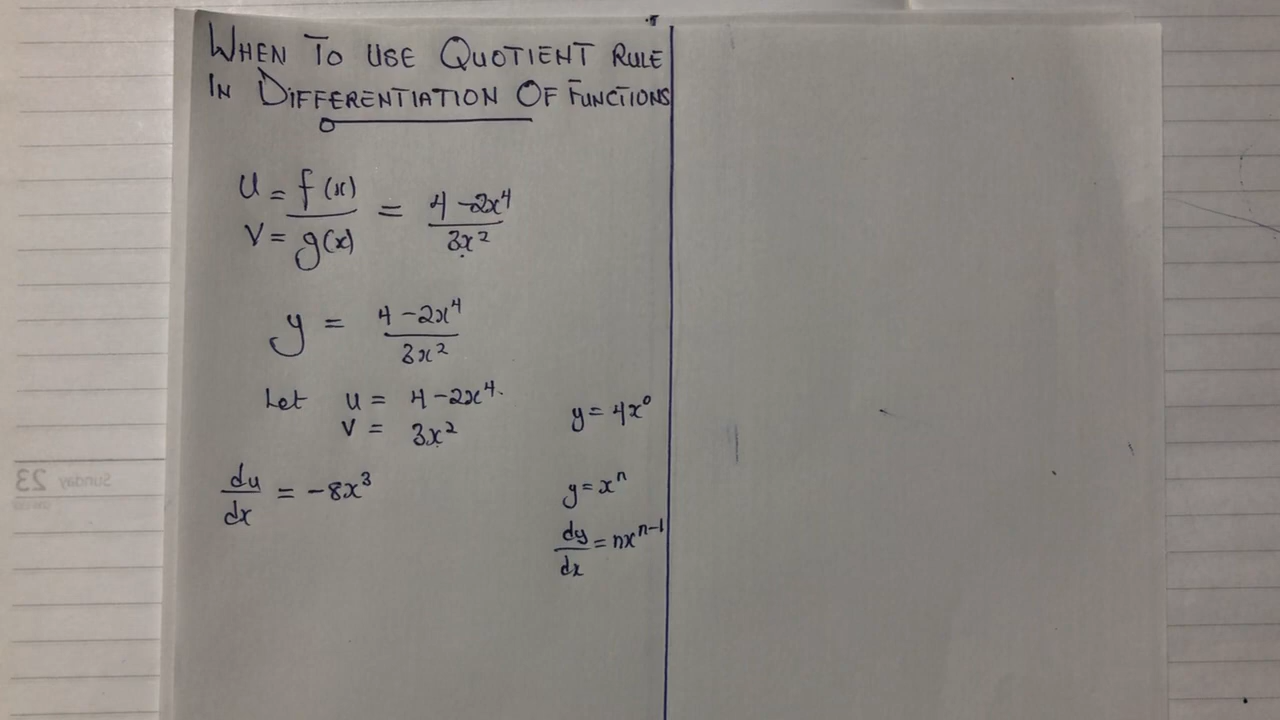 WHEN TO USE QUOTIENT RULE
IN DIFFERENTIATION OF FUNCTIONS
u = f(x)
V = g(x)
= 4 - 2x⁴ / 3x²
y = 4 - 2x⁴ / 3x²
Let u = 4 - 2x⁴
V = 3x²
y = 4x⁰
du/dx = -8x³
y = xⁿ
dy/dx = nxⁿ⁻¹
Sunday 23